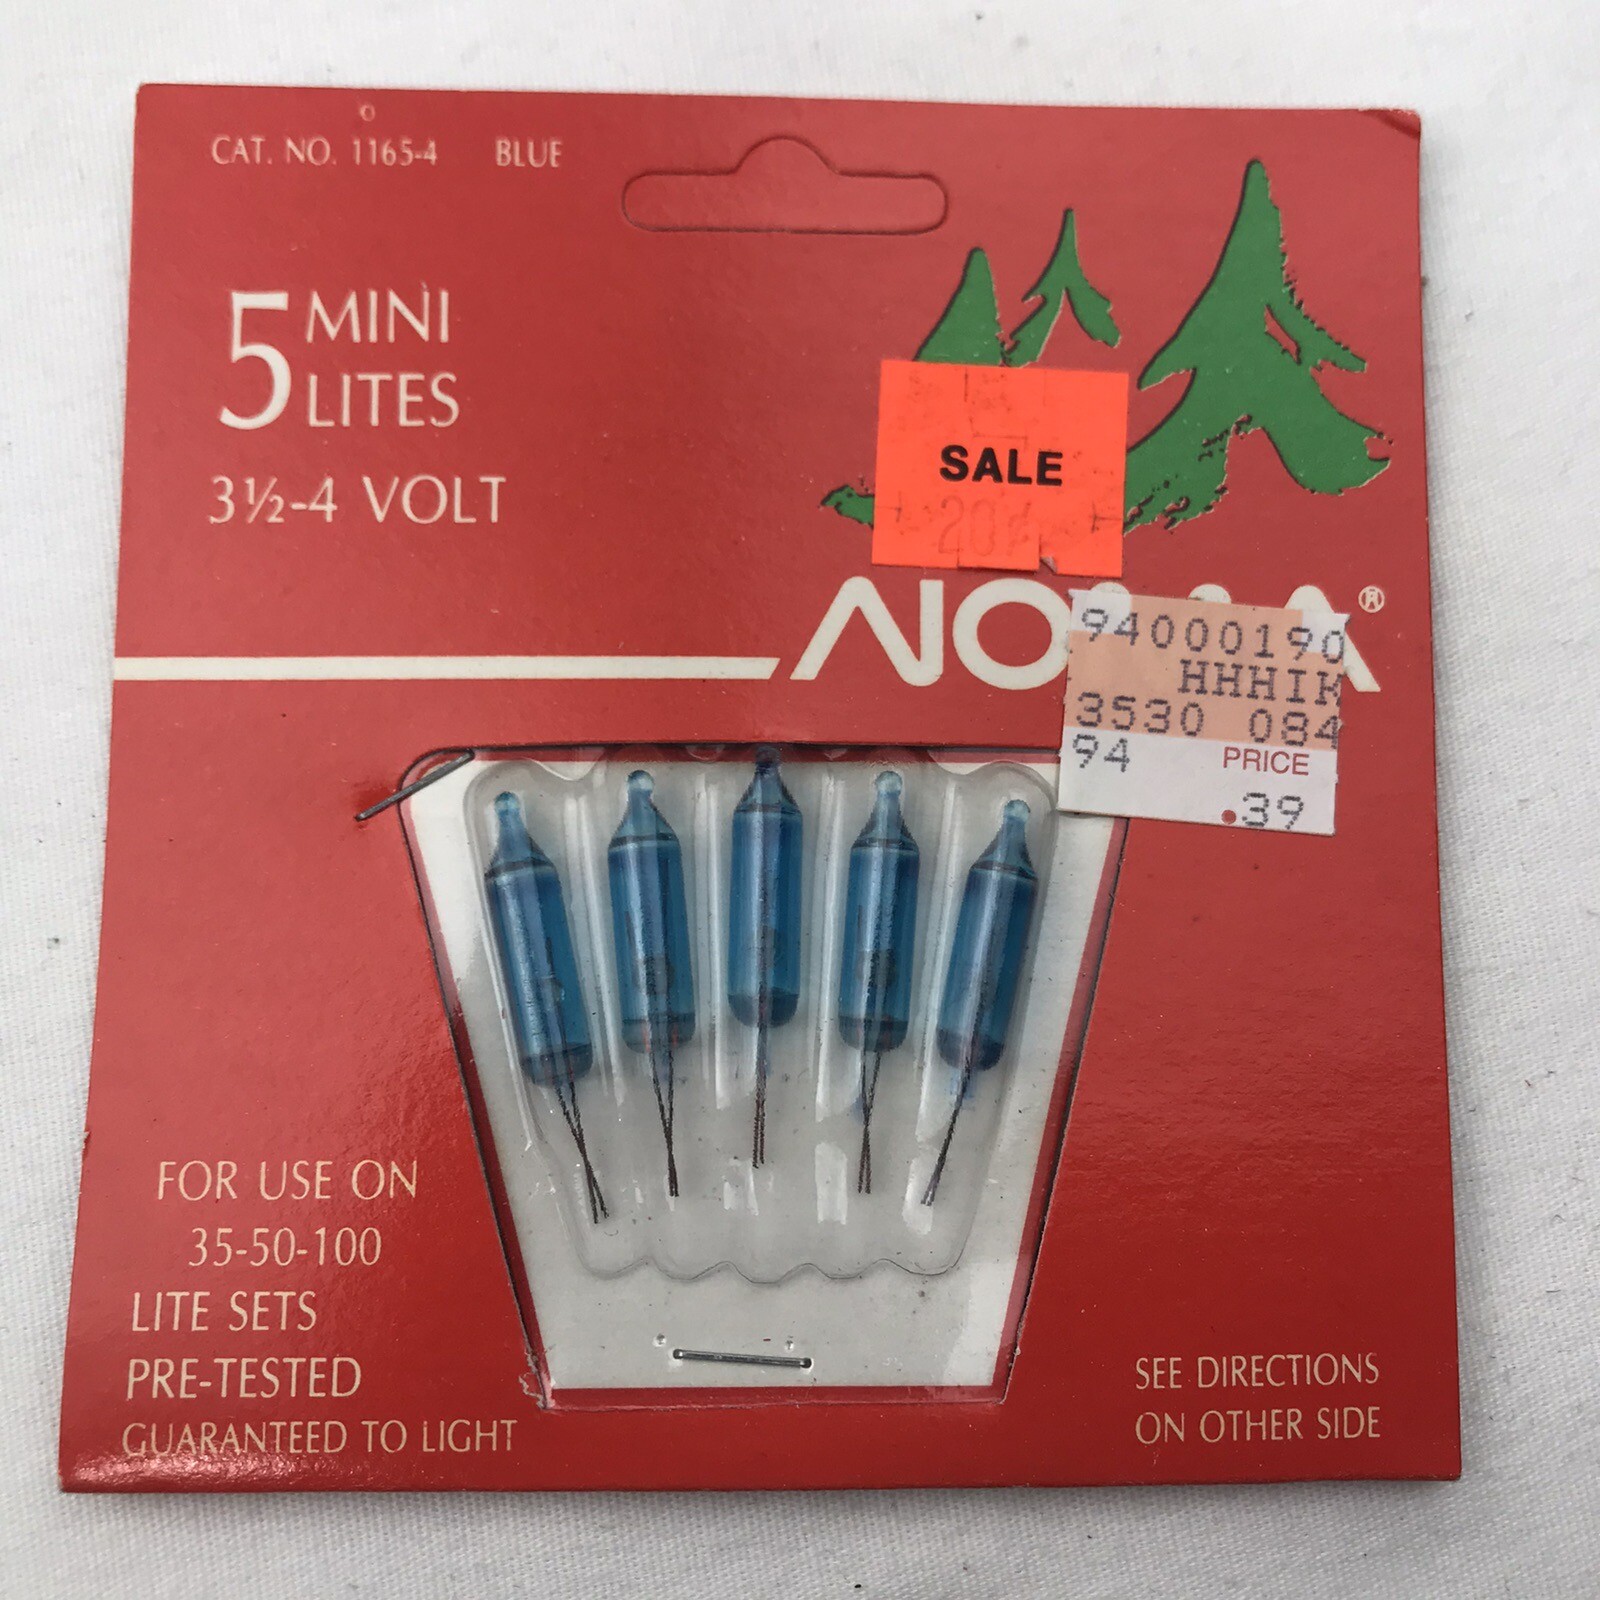 CAT. NO. 1165-4 BLUE
5 MINI
LITES
3½-4 VOLT
SALE
20¢
®
94000190
HHHIK
3530 084
94 PRICE
.39
FOR USE ON
35-50-100
LITE SETS
PRE-TESTED
GUARANTEED TO LIGHT
SEE DIRECTIONS
ON OTHER SIDE